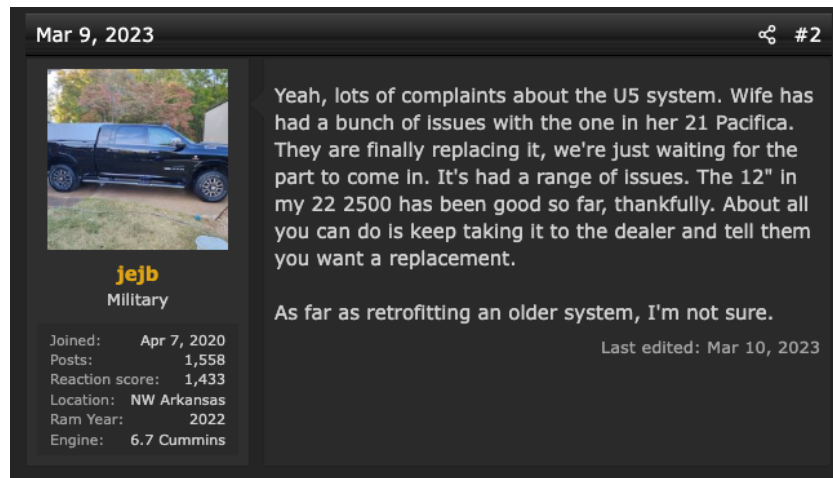 Mar 9, 2023
#2
Yeah, lots of complaints about the U5 system. Wife has
had a bunch of issues with the one in her 21 Pacifica.
They are finally replacing it, we're just waiting for the
part to come in. It's had a range of issues. The 12" in
my 22 2500 has been good so far, thankfully. About all
you can do is keep taking it to the dealer and tell them
you want a replacement.
As far as retrofitting an older system, I'm not sure.
Last edited: Mar 10, 2023
jejb
Military
Joined: Apr 7, 2020
Posts: 1,558
Reaction score: 1,433
Location: NW Arkansas
Ram Year: 2022
Engine: 6.7 Cummins